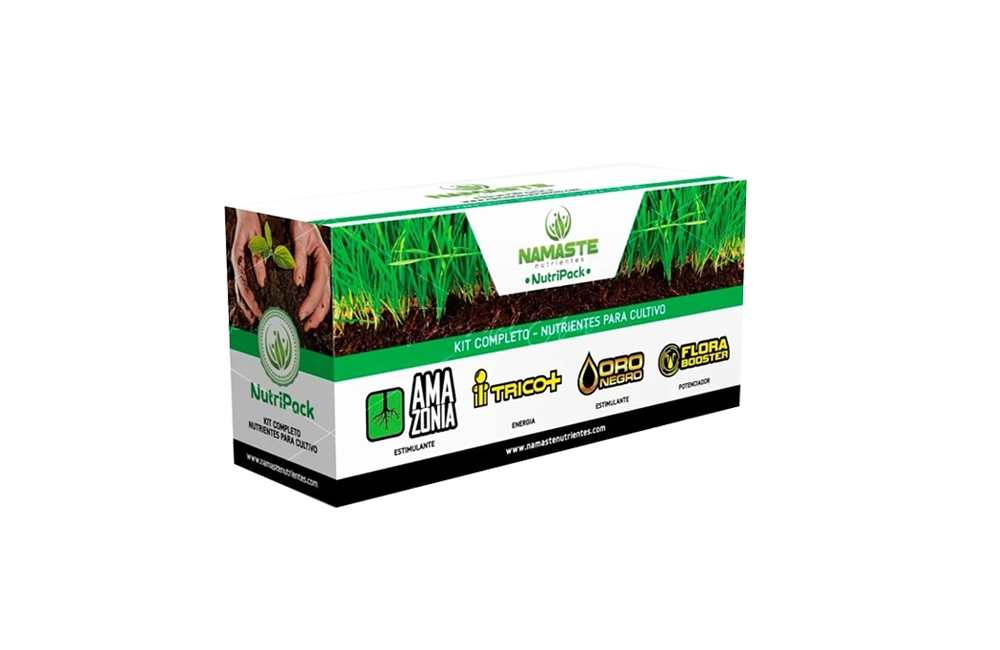 NAMASTE
NAMASTE
nutrientes
•NutriPack•
KIT COMPLETO - NUTRIENTES PARA CULTIVO
AMA
ZONIA
ESTIMULANTE
TRICO+
ENERGIA
ORO
NEGRO
ESTIMULANTE
FLORA
BOOSTER
POTENCIADOR
www.namastenutrientes.com
NutriPack
KIT COMPLETO
NUTRIENTES PARA CULTIVO
www.namastenutrientes.com